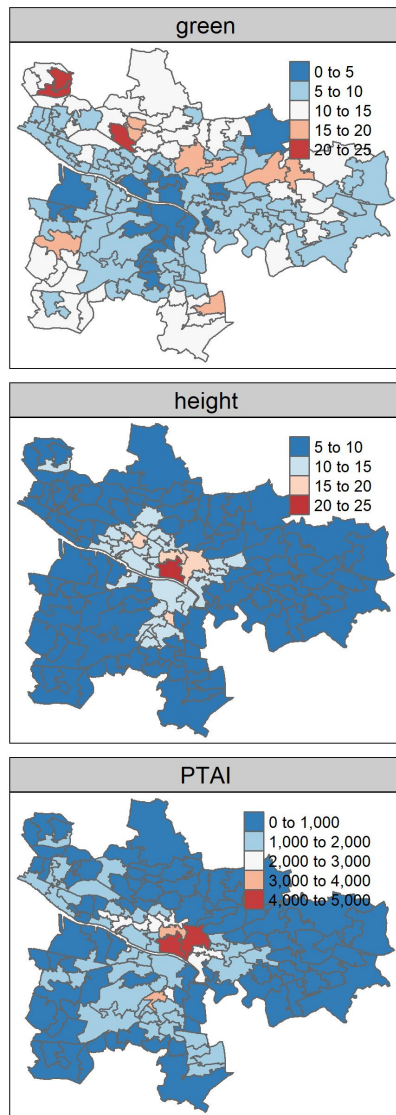 green
0 to 5
5 to 10
10 to 15
15 to 20
20 to 25
height
5 to 10
10 to 15
15 to 20
20 to 25
PTAI
0 to 1,000
1,000 to 2,000
2,000 to 3,000
3,000 to 4,000
4,000 to 5,000